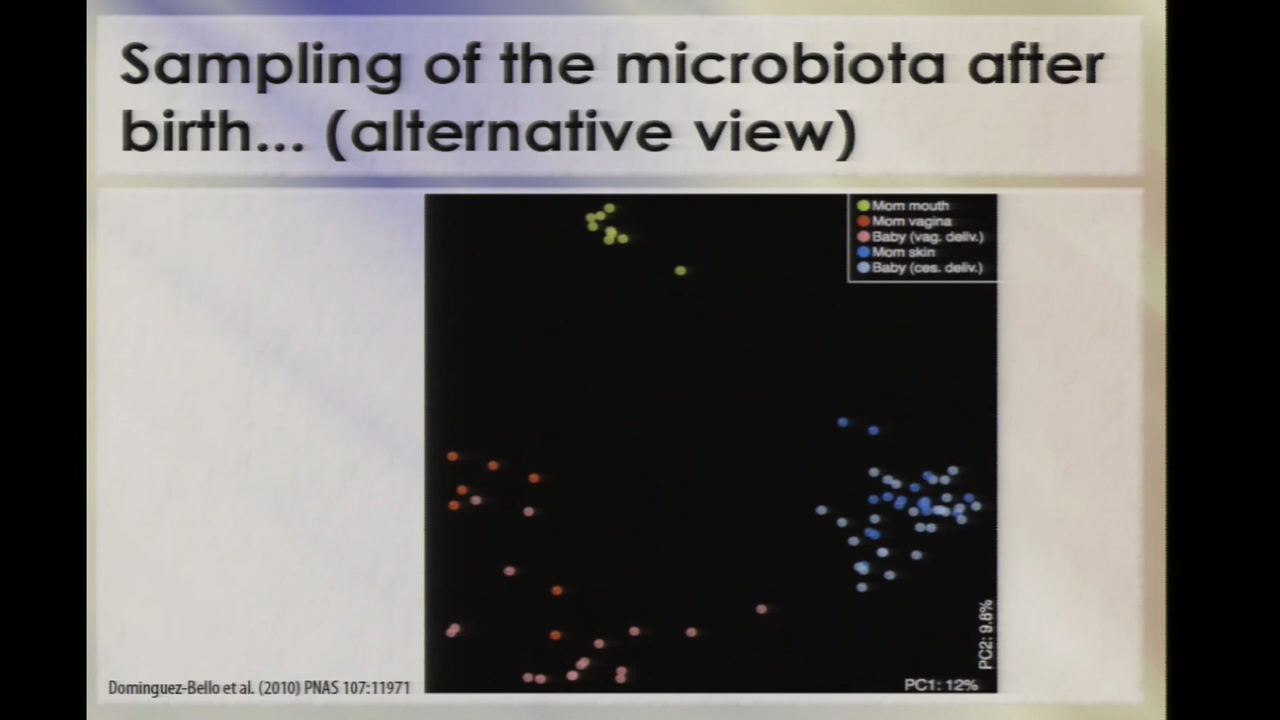 Sampling of the microbiota after
birth... (alternative view)
Mom mouth
Mom vagina
Baby (vag. deliv.)
Mom skin
Baby (ces. deliv.)
PC2: 9.8%
PC1: 12%
Dominguez-Bello et al. (2010) PNAS 107:11971